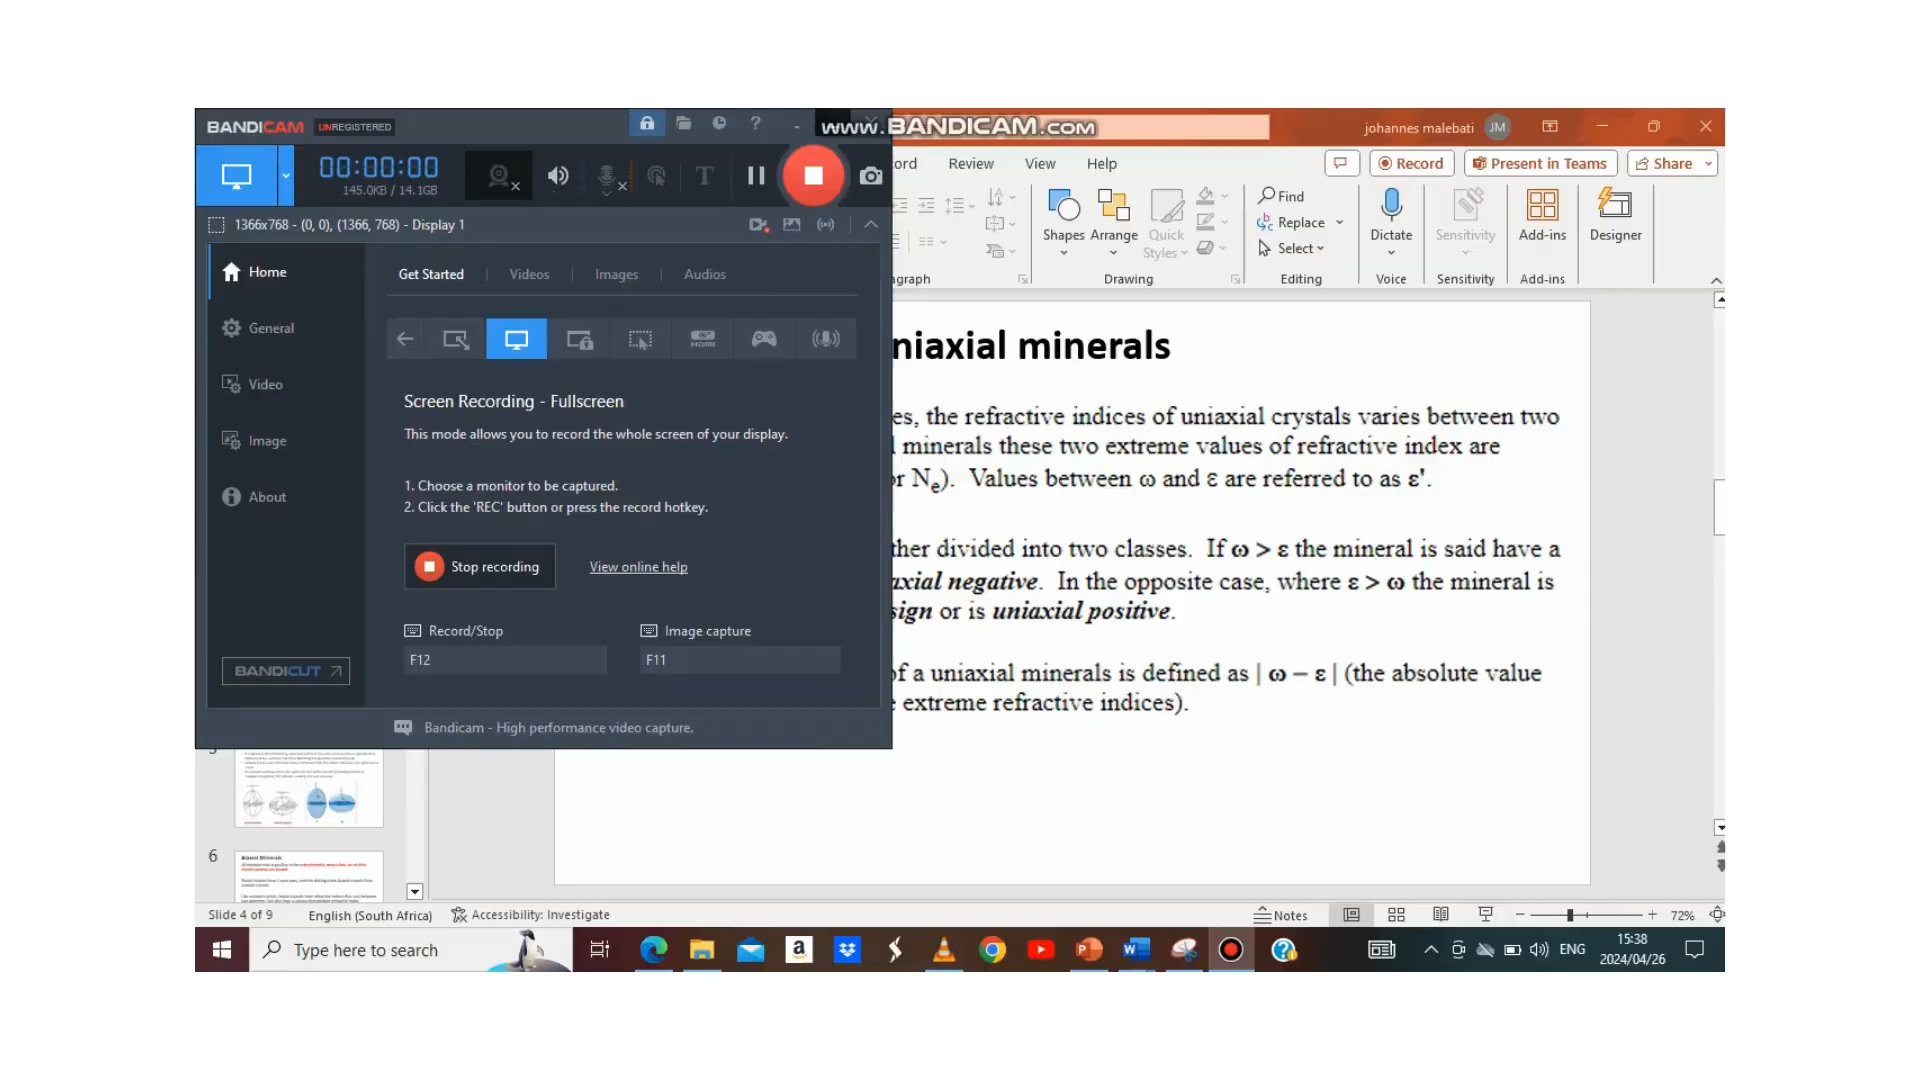 BANDICAM UNREGISTERED
www.BANDICAM.com
johannes malebati JM
00:00:00
145.0KB / 14.1GB
ord Review View Help
Record Present in Teams Share
1366x768 - (0, 0), (1366, 768) - Display 1
Find
Replace
Select
Shapes Arrange Quick Styles
Dictate Sensitivity Add-ins Designer
agraph Drawing Editing Voice Sensitivity Add-ins
Home
General
Video
Image
About
BANDICUT
Get Started Videos Images Audios
HDMI
Screen Recording - Fullscreen
This mode allows you to record the whole screen of your display.
1. Choose a monitor to be captured.
2. Click the 'REC' button or press the record hotkey.
Stop recording View online help
Record/Stop Image capture
F12 F11
Bandicam - High performance video capture.
niaxial minerals
es, the refractive indices of uniaxial crystals varies between two
minerals these two extreme values of refractive index are
or Ne). Values between ω and ε are referred to as ε'.
ther divided into two classes. If ω > ε the mineral is said have a
axial negative. In the opposite case, where ε > ω the mineral is
sign or is uniaxial positive.
of a uniaxial minerals is defined as | ω – ε | (the absolute value
extreme refractive indices).
6
Biaxial Minerals
Slide 4 of 9 English (South Africa) Accessibility: Investigate Notes 72%
Type here to search
ENG
15:38
2024/04/26